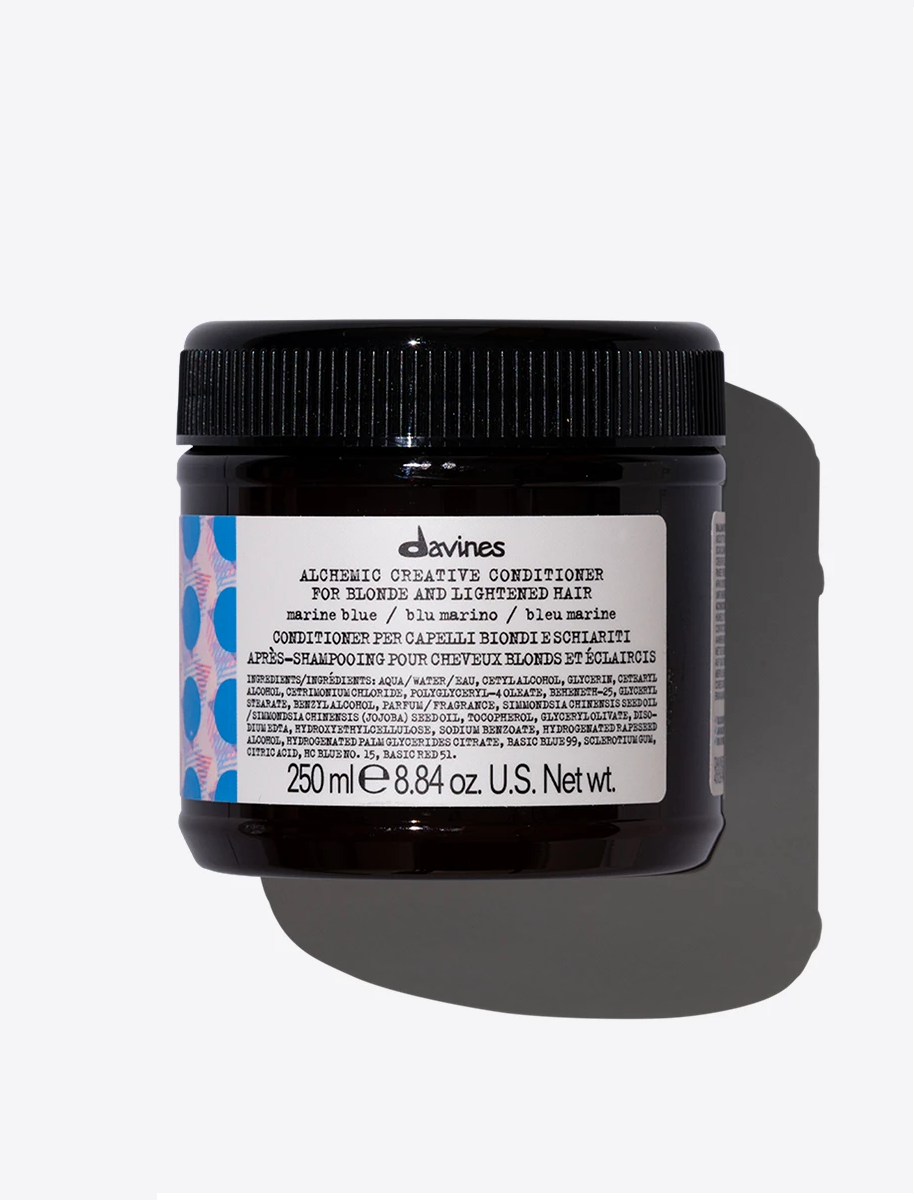 davines
ALCHEMIC CREATIVE CONDITIONER
FOR BLONDE AND LIGHTENED HAIR
marine blue / blu marino / bleu marine
CONDITIONER PER CAPELLI BIONDI E SCHIARITI
APRÈS-SHAMPOOING POUR CHEVEUX BLONDS ET ÉCLAIRCIS
INGREDIENTS/INGRÉDIENTS: AQUA/WATER/EAU, CETYL ALCOHOL, GLYCERIN, CETEARYL
ALCOHOL, CETRIMONIUM CHLORIDE, POLYGLYCERYL-4 OLEATE, BEHENETH-25, GLYCERYL
STEARATE, BENZYL ALCOHOL, PARFUM/FRAGRANCE, SIMMONDSIA CHINENSIS SEED OIL
/SIMMONDSIA CHINENSIS (JOJOBA) SEED OIL, TOCOPHEROL, GLYCERYL OLIVATE, DISO-
DIUM EDTA, HYDROXYETHYLCELLULOSE, SODIUM BENZOATE, HYDROGENATED RAPESEED
ALCOHOL, HYDROGENATED PALM GLYCERIDES CITRATE, BASIC BLUE 99, SCLEROTIUM GUM,
CITRIC ACID, HC BLUE NO. 15, BASIC RED 51.
250 ml ℮ 8.84 oz. U.S. Net wt.